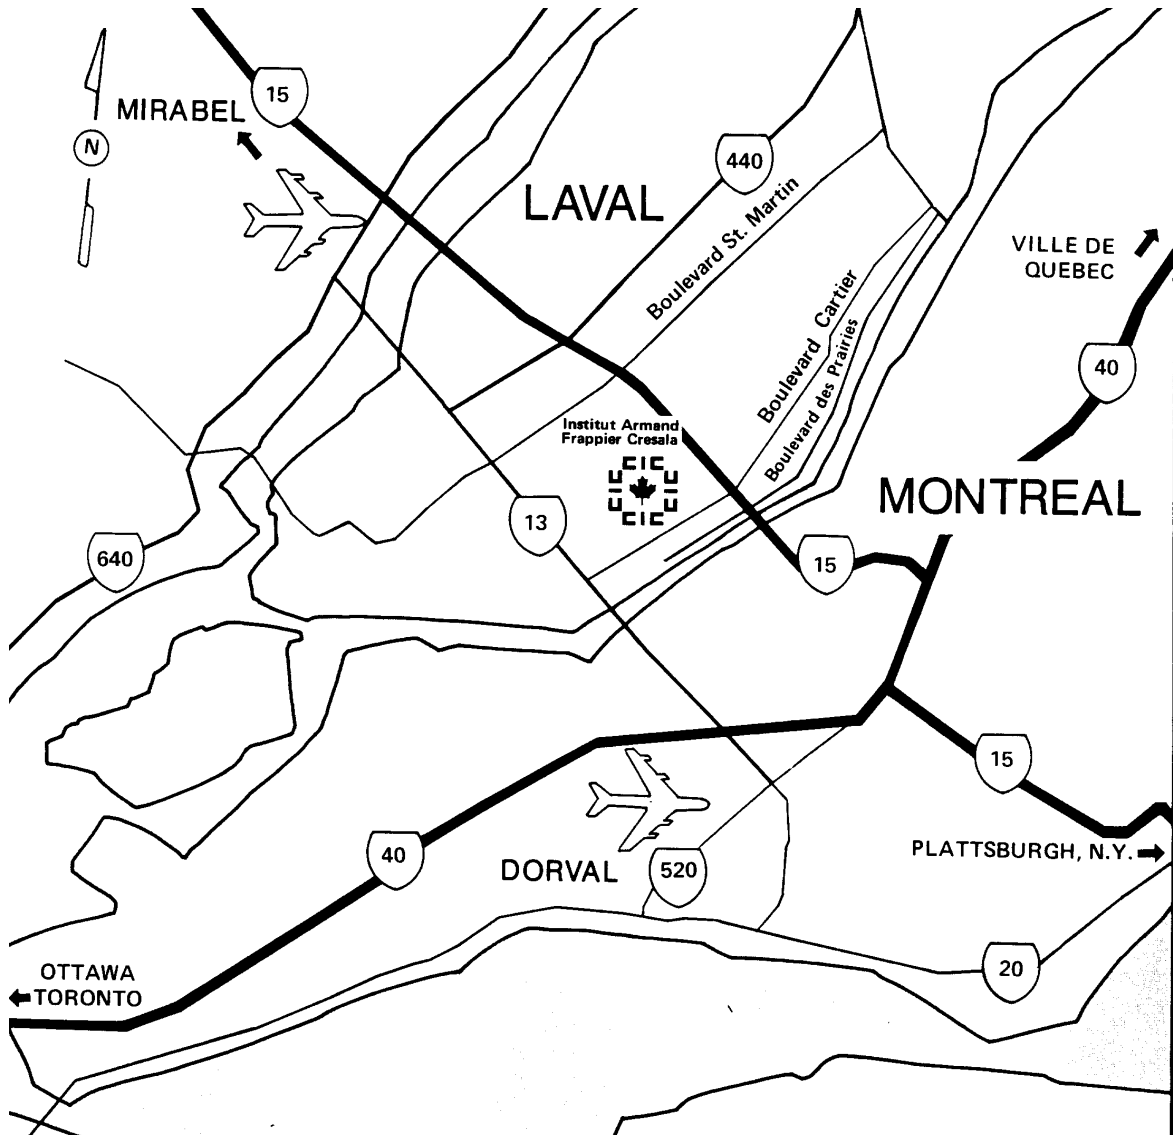 15
MIRABEL
N
440
LAVAL
Boulevard St. Martin
VILLE DE
QUEBEC
Boulevard Cartier
Boulevard des Prairies
40
Institut Armand
Frappier Cresala
MONTREAL
13
640
15
15
PLATTSBURGH, N.Y.
40
DORVAL
520
20
OTTAWA
TORONTO